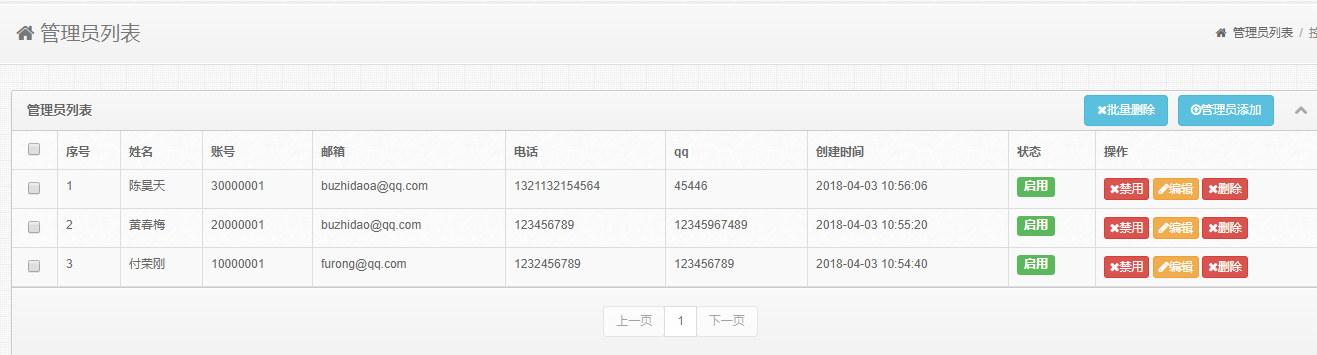 管理员列表
管理员列表 / 控
管理员列表 批量删除 管理员添加
序号 姓名 账号 邮箱 电话 qq 创建时间 状态 操作
1 陈昊天 30000001 buzhidaoa@qq.com 1321132154564 45446 2018-04-03 10:56:06 启用 禁用 编辑 删除
2 黄春梅 20000001 buzhidao@qq.com 123456789 12345967489 2018-04-03 10:55:20 启用 禁用 编辑 删除
3 付荣刚 10000001 furong@qq.com 1232456789 123456789 2018-04-03 10:54:40 启用 禁用 编辑 删除
上一页 1 下一页